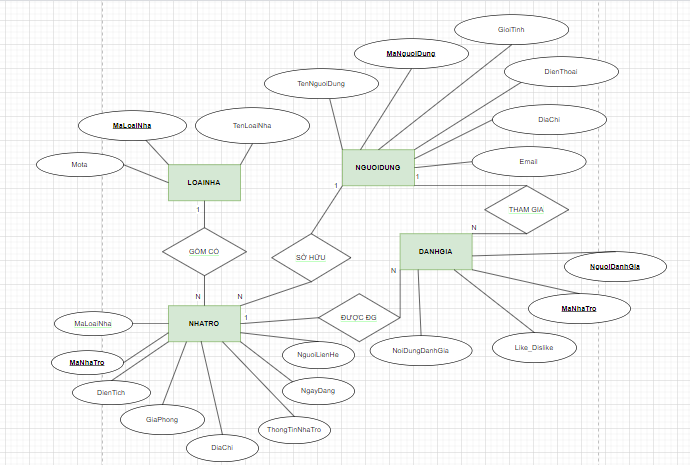 GioiTinh
MaNguoiDung
DienThoai
TenNguoiDung
DiaChi
MaLoaiNha
TenLoaiNha
Mota
Email
NGUOIDUNG
LOAINHA
1
1
1
THAM GIA
N
GỒM CÓ
SỞ HỮU
DANHGIA
NguoiDanhGia
N
N
N
MaNhaTro
1
ĐƯỢC ĐG
MaLoaiNha
NHATRO
Like_Dislike
NoiDungDanhGia
NguoiLienHe
MaNhaTro
DienTich
NgayDang
GiaPhong
ThongTinNhaTro
DiaChi